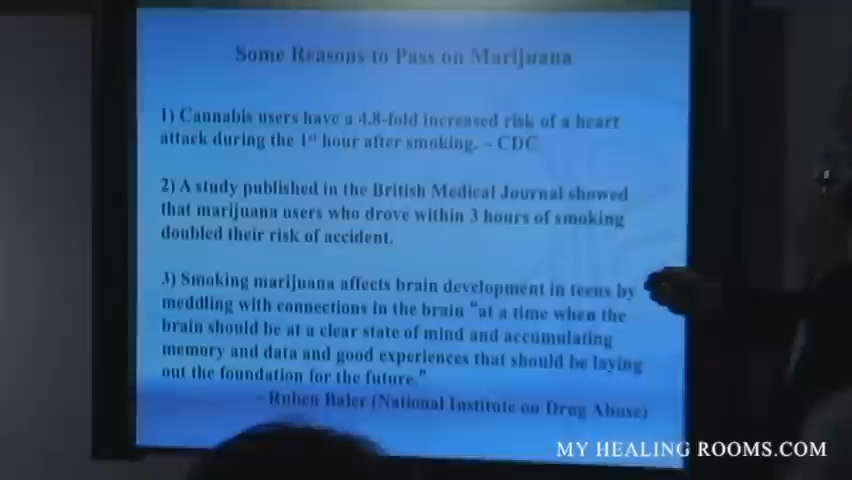 Some Reasons to Pass on Marijuana
1) Cannabis users have a 4.8-fold increased risk of a heart
attack during the 1st hour after smoking. ~ CDC
2) A study published in the British Medical Journal showed
that marijuana users who drove within 3 hours of smoking
doubled their risk of accident.
3) Smoking marijuana affects brain development in teens by
meddling with connections in the brain "at a time when the
brain should be at a clear state of mind and accumulating
memory and data and good experiences that should be laying
out the foundation for the future."
~ Ruben Baler (National Institute on Drug Abuse)
MY HEALING ROOMS.COM